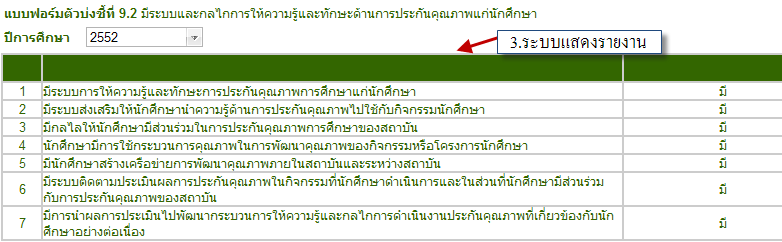 แบบฟอร์มตัวบ่งชี้ที่ 9.2 มีระบบและกลไกการให้ความรู้และทักษะด้านการประกันคุณภาพแก่นักศึกษา
ปีการศึกษา 2552
3.ระบบแสดงรายงาน
1 มีระบบการให้ความรู้และทักษะการประกันคุณภาพการศึกษาแก่นักศึกษา มี
2 มีระบบส่งเสริมให้นักศึกษานำความรู้ด้านการประกันคุณภาพไปใช้กับกิจกรรมนักศึกษา มี
3 มีกลไลให้นักศึกษามีส่วนร่วมในการประกันคุณภาพการศึกษาของสถาบัน มี
4 นักศึกษามีการใช้กระบวนการคุณภาพในการพัฒนาคุณภาพของกิจกรรมหรือโครงการนักศึกษา มี
5 มีนักศึกษาสร้างเครือข่ายการพัฒนาคุณภาพภายในสถาบันและระหว่างสถาบัน มี
6 มีระบบติดตามประเมินผลการประกันคุณภาพในกิจกรรมที่นักศึกษาดำเนินการและในส่วนที่นักศึกษามีส่วนร่วม
กับการประกันคุณภาพของสถาบัน มี
7 มีการนำผลการประเมินไปพัฒนากระบวนการให้ความรู้และกลไกการดำเนินงานประกันคุณภาพที่เกี่ยวข้องกับนัก
ศึกษาอย่างต่อเนื่อง มี